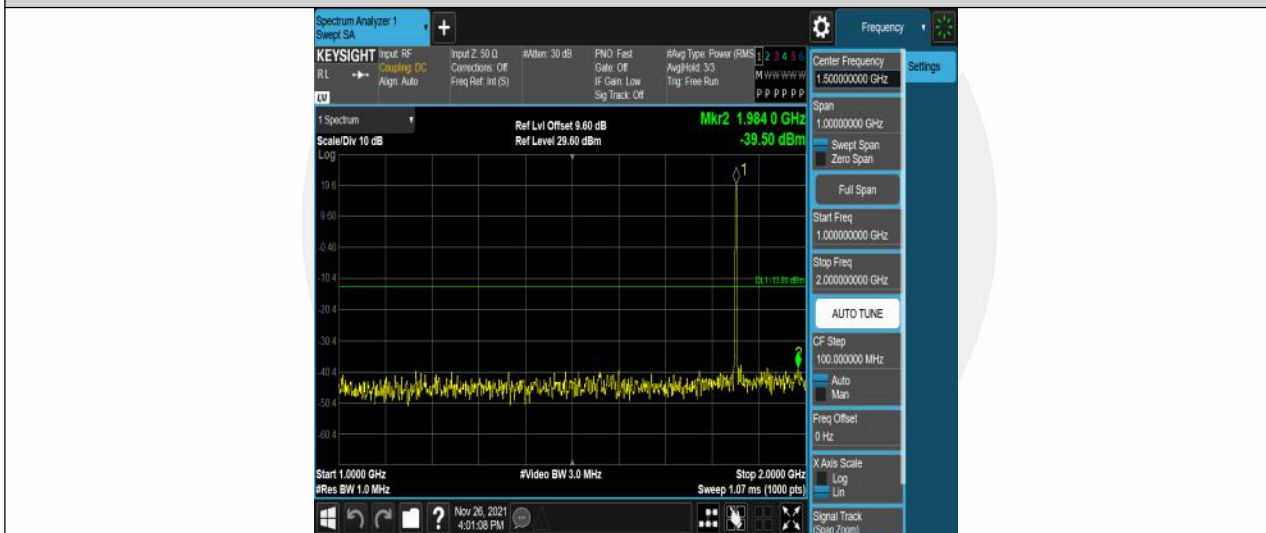 Spectrum Analyzer 1
Swept SA
+
Frequency
KEYSIGHT
RL
Input: RF
Coupling: DC
Align: Auto
Input Z: 50 Ω
Corrections: Off
Freq Ref: Int (S)
#Atten: 30 dB
PNO: Fast
Gate: Off
IF Gain: Low
Sig Track: Off
#Avg Type: Power (RMS
Avg|Hold: 3/3
Trig: Free Run
1 2 3 4 5 6
M W W W W W
P P P P P P
Settings
1 Spectrum
Scale/Div 10 dB
Log
Ref Lvl Offset 9.60 dB
Ref Level 29.60 dBm
Mkr2 1.984 0 GHz
-39.50 dBm
1
19.6
9.60
-0.40
-10.4
DL1 -13.00 dBm
-20.4
-30.4
2
-40.4
-50.4
-60.4
Start 1.0000 GHz
#Res BW 1.0 MHz
#Video BW 3.0 MHz
Stop 2.0000 GHz
Sweep 1.07 ms (1000 pts)
Center Frequency
1.500000000 GHz
Span
1.00000000 GHz
Swept Span
Zero Span
Full Span
Start Freq
1.000000000 GHz
Stop Freq
2.000000000 GHz
AUTO TUNE
CF Step
100.000000 MHz
Auto
Man
Freq Offset
0 Hz
X Axis Scale
Log
Lin
Signal Track
(Span Zoom)
?
Nov 26, 2021
4:01:08 PM